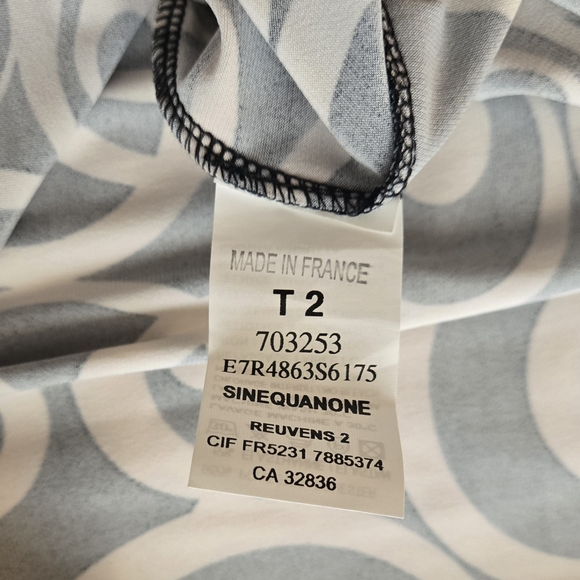 MADE IN FRANCE
T 2
703253
E7R4863S6175
SINEQUANONE
REUVENS 2
CIF FR5231 7885374
CA 32836